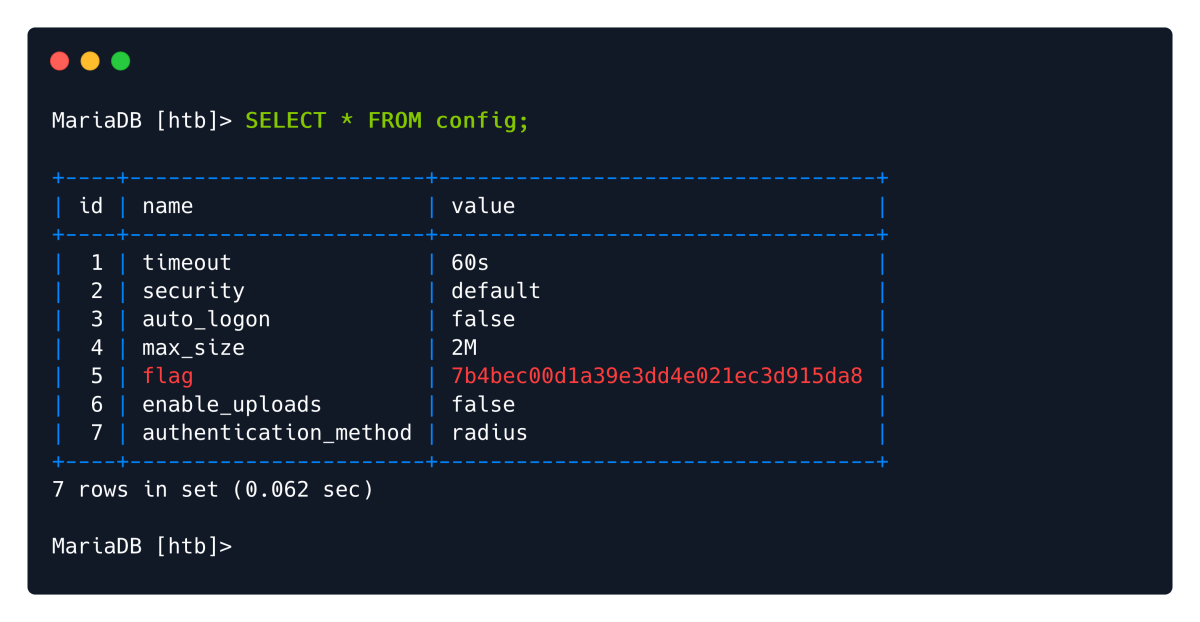 MariaDB [htb]> SELECT * FROM config;
+----+-----------------------+----------------------------------+
| id | name                  | value                            |
+----+-----------------------+----------------------------------+
|  1 | timeout               | 60s                              |
|  2 | security              | default                          |
|  3 | auto_logon            | false                            |
|  4 | max_size              | 2M                               |
|  5 | flag                  | 7b4bec00d1a39e3dd4e021ec3d915da8 |
|  6 | enable_uploads        | false                            |
|  7 | authentication_method | radius                           |
+----+-----------------------+----------------------------------+
7 rows in set (0.062 sec)
MariaDB [htb]>